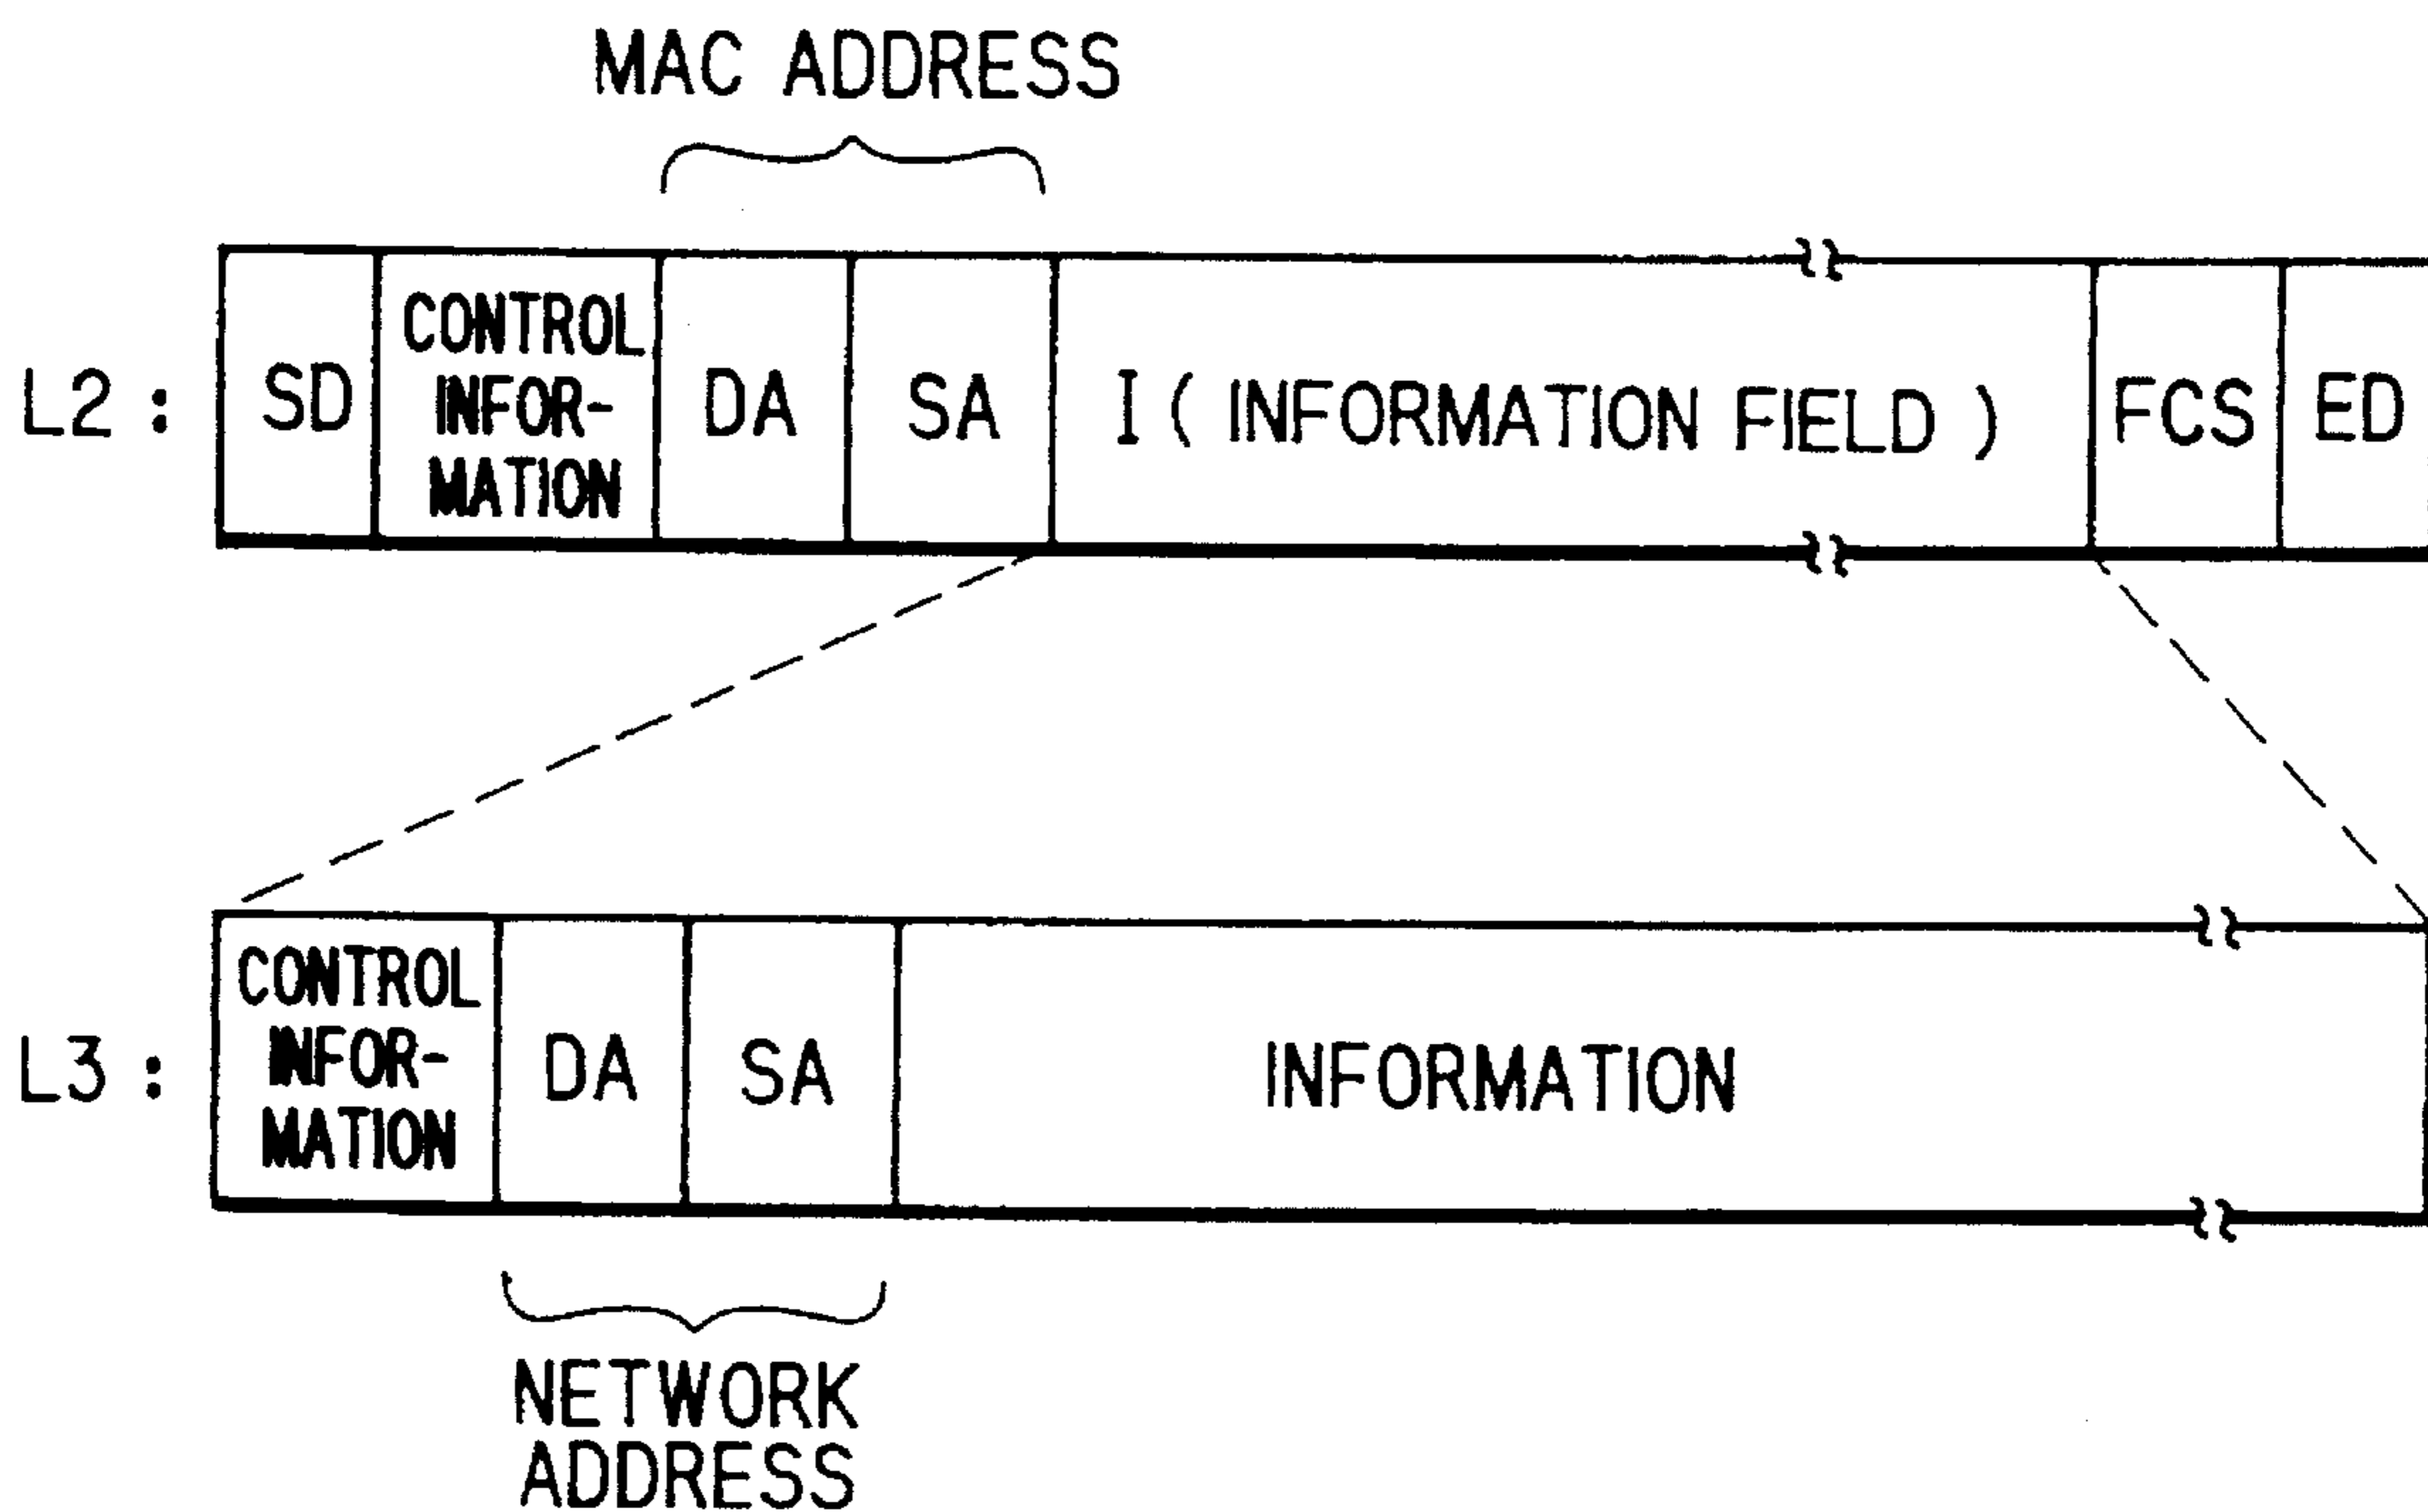 MAC ADDRESS
L2 : SD CONTROL INFOR- MATION DA SA I ( INFORMATION FIELD ) FCS ED
L3 : CONTROL INFOR- MATION DA SA INFORMATION
NETWORK
ADDRESS